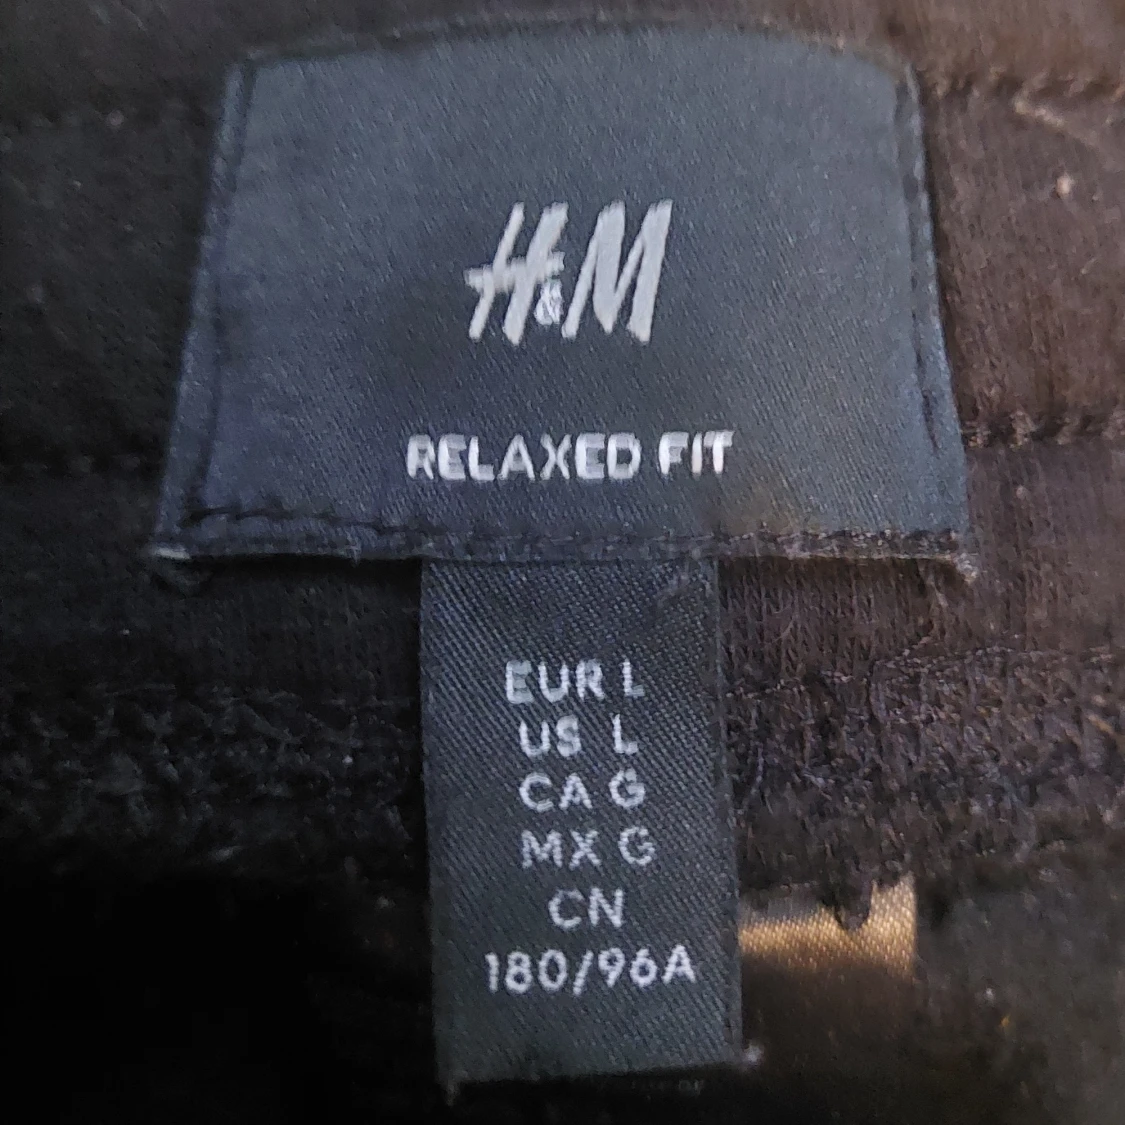 H&M
RELAXED FIT
EUR L
US L
CA G
MX G
CN
180/96A